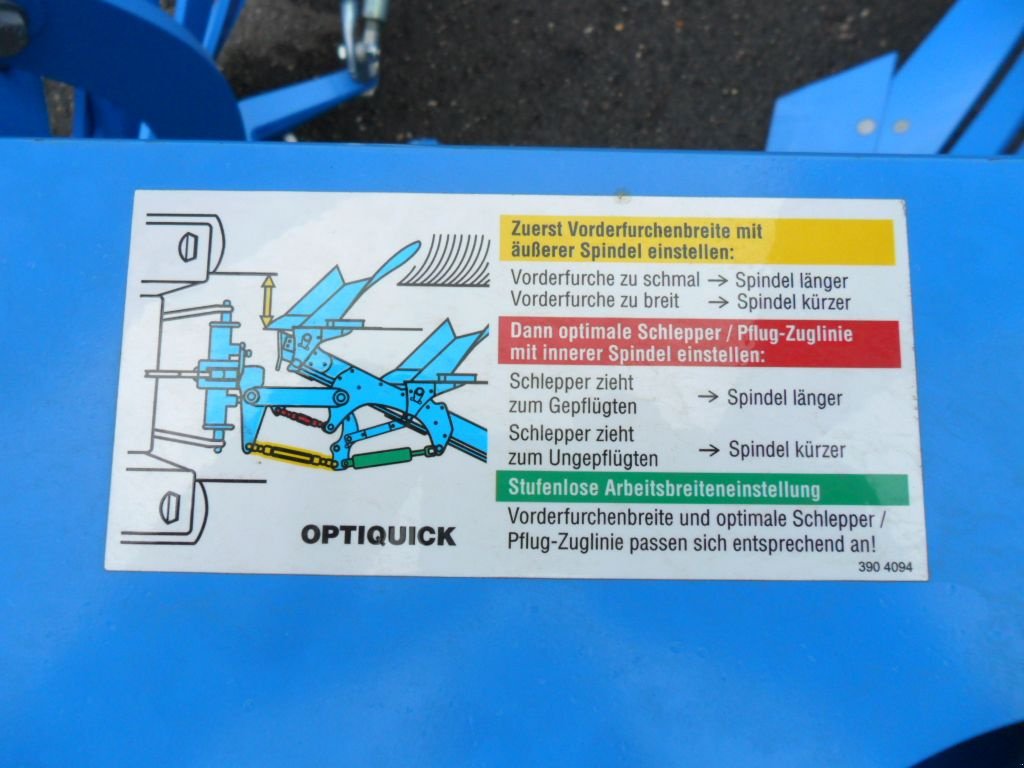 Zuerst Vorderfurchenbreite mit
äußerer Spindel einstellen:
Vorderfurche zu schmal → Spindel länger
Vorderfurche zu breit → Spindel kürzer
Dann optimale Schlepper / Pflug-Zuglinie
mit innerer Spindel einstellen:
Schlepper zieht
zum Gepflügten → Spindel länger
Schlepper zieht
zum Ungepflügten → Spindel kürzer
Stufenlose Arbeitsbreiteneinstellung
Vorderfurchenbreite und optimale Schlepper /
Pflug-Zuglinie passen sich entsprechend an!
OPTIQUICK
390 4094